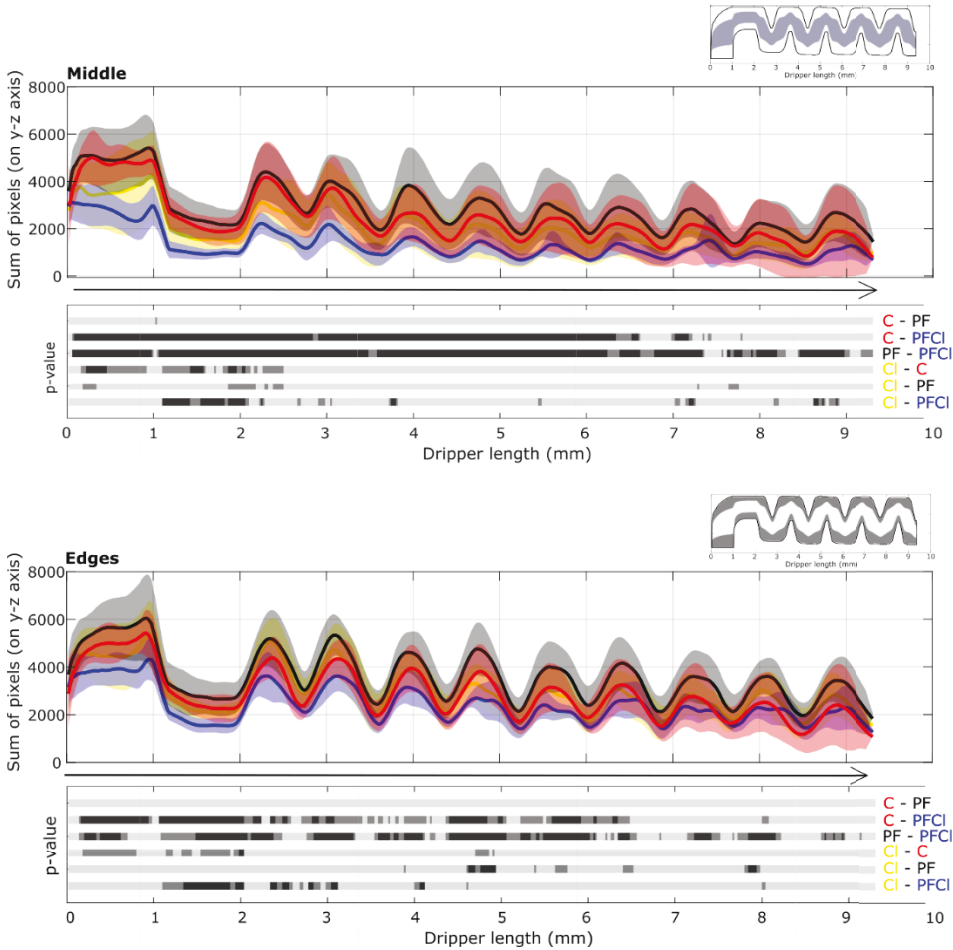 0 1 2 3 4 5 6 7 8 9 10
Dripper length (mm)
Middle
8000
6000
4000
2000
0
Sum of pixels (on y-z axis)
p-value
C - PF
C - PFCl
PF - PFCl
Cl - C
Cl - PF
Cl - PFCl
0 1 2 3 4 5 6 7 8 9 10
Dripper length (mm)
0 1 2 3 4 5 6 7 8 9 10
Dripper length (mm)
Edges
8000
6000
4000
2000
0
Sum of pixels (on y-z axis)
p-value
C - PF
C - PFCl
PF - PFCl
Cl - C
Cl - PF
Cl - PFCl
0 1 2 3 4 5 6 7 8 9 10
Dripper length (mm)